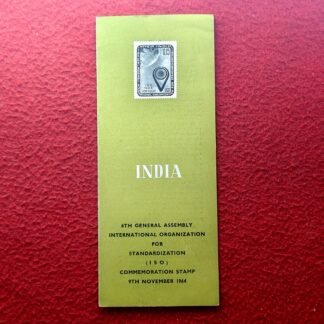 INDIA
6TH GENERAL ASSEMBLY
INTERNATIONAL ORGANIZATION
FOR
STANDARDIZATION
(ISO)
COMMEMORATION STAMP
9TH NOVEMBER 1964